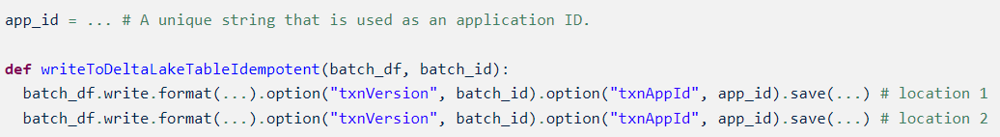 app_id = ... # A unique string that is used as an application ID.
def writeToDeltaLakeTableIdempotent(batch_df, batch_id):
batch_df.write.format(...).option("txnVersion", batch_id).option("txnAppId", app_id).save(...) # location 1
batch_df.write.format(...).option("txnVersion", batch_id).option("txnAppId", app_id).save(...) # location 2